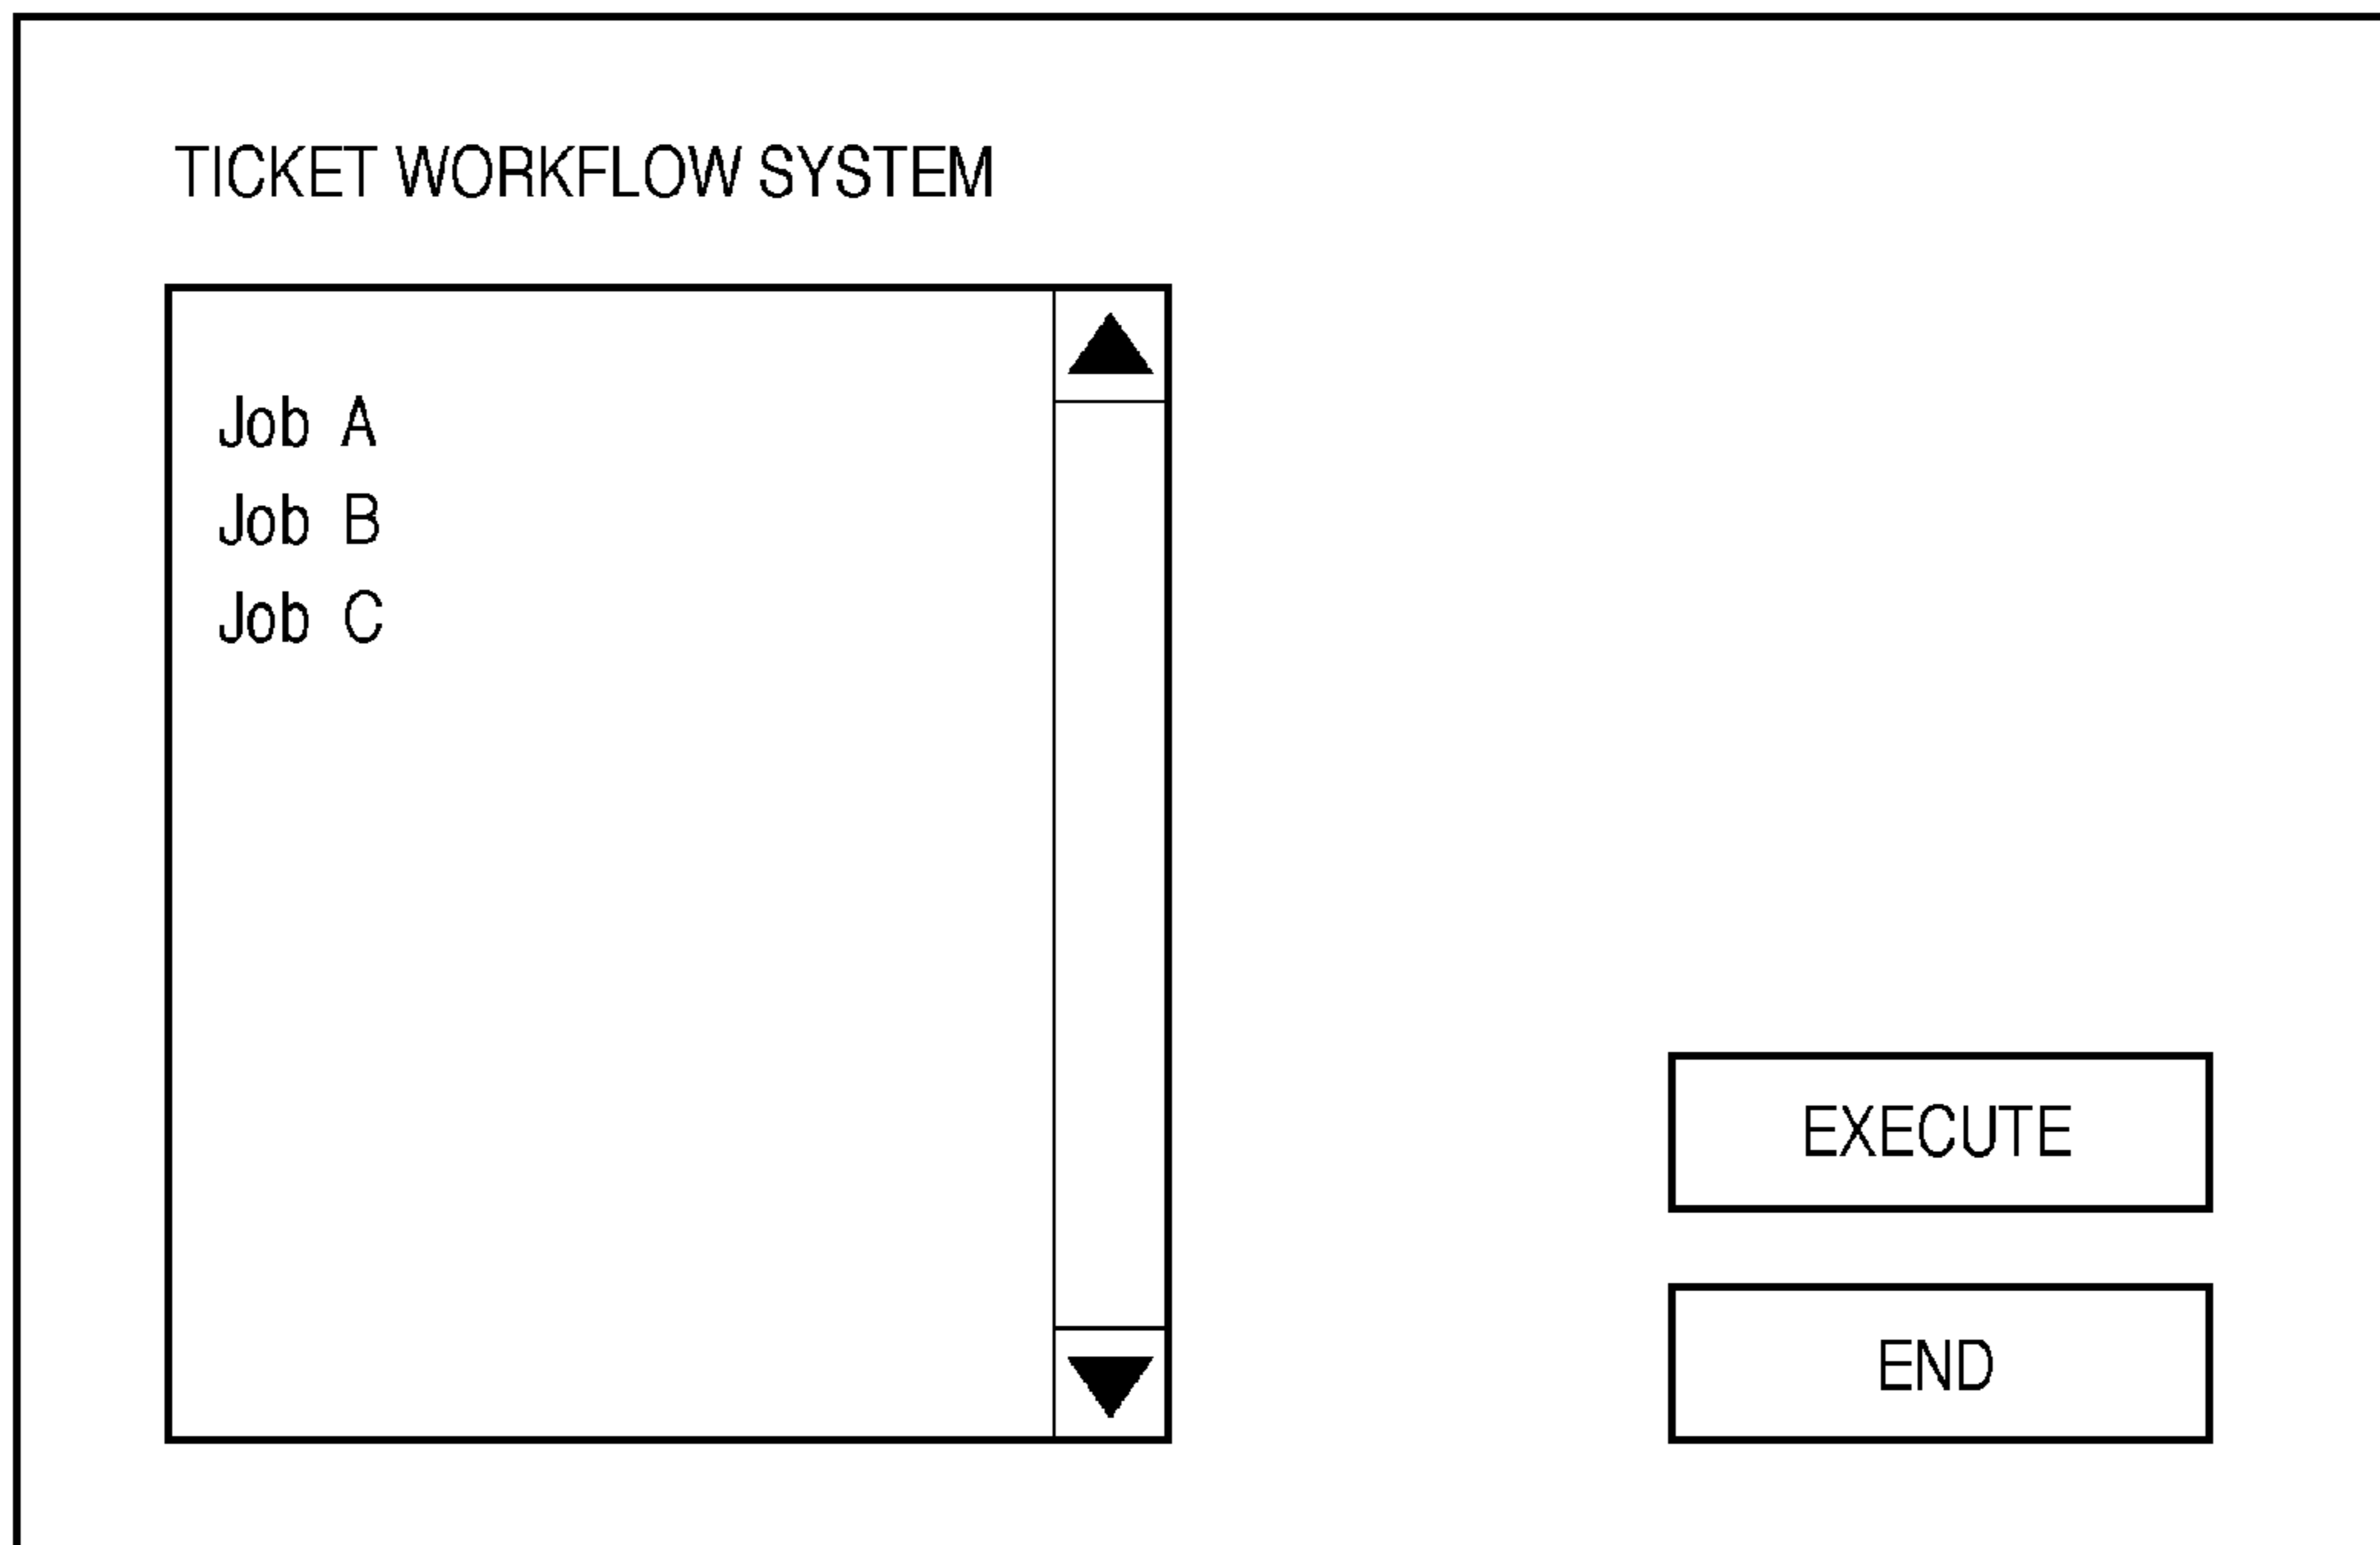 TICKET WORKFLOW SYSTEM
Job A
Job B
Job C
EXECUTE
END